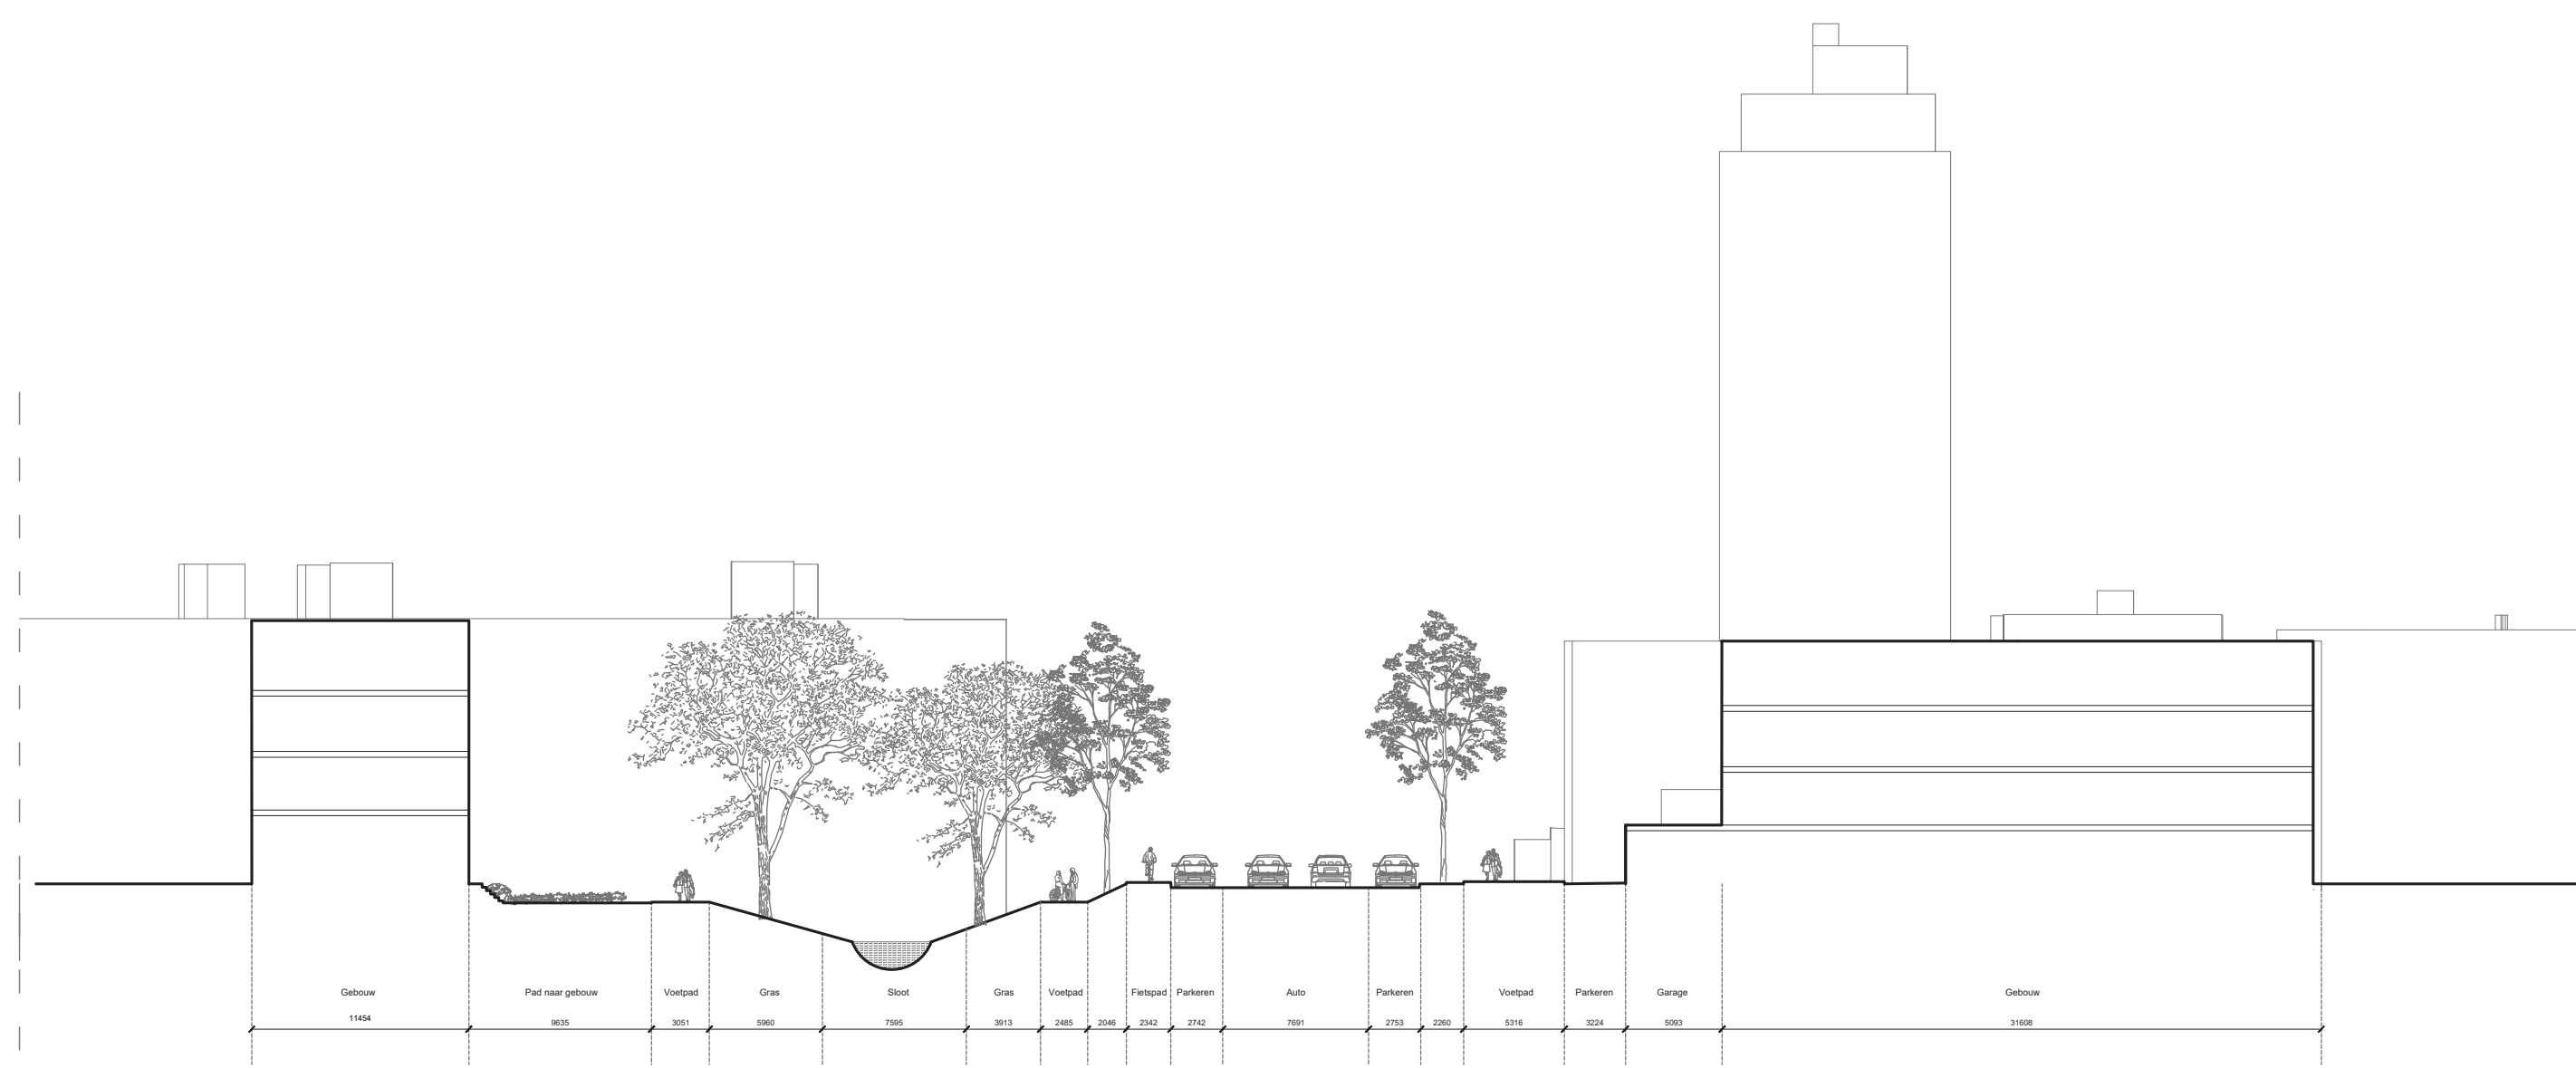 Gebouw Pad naar gebouw Voetpad Gras Sloot Gras Voetpad Fietspad Parkeren Auto Parkeren Voetpad Parkeren Garage Gebouw
11454 9635 3051 5960 7595 3913 2485 2046 2342 2742 7691 2753 2260 5316 3224 5093 31608